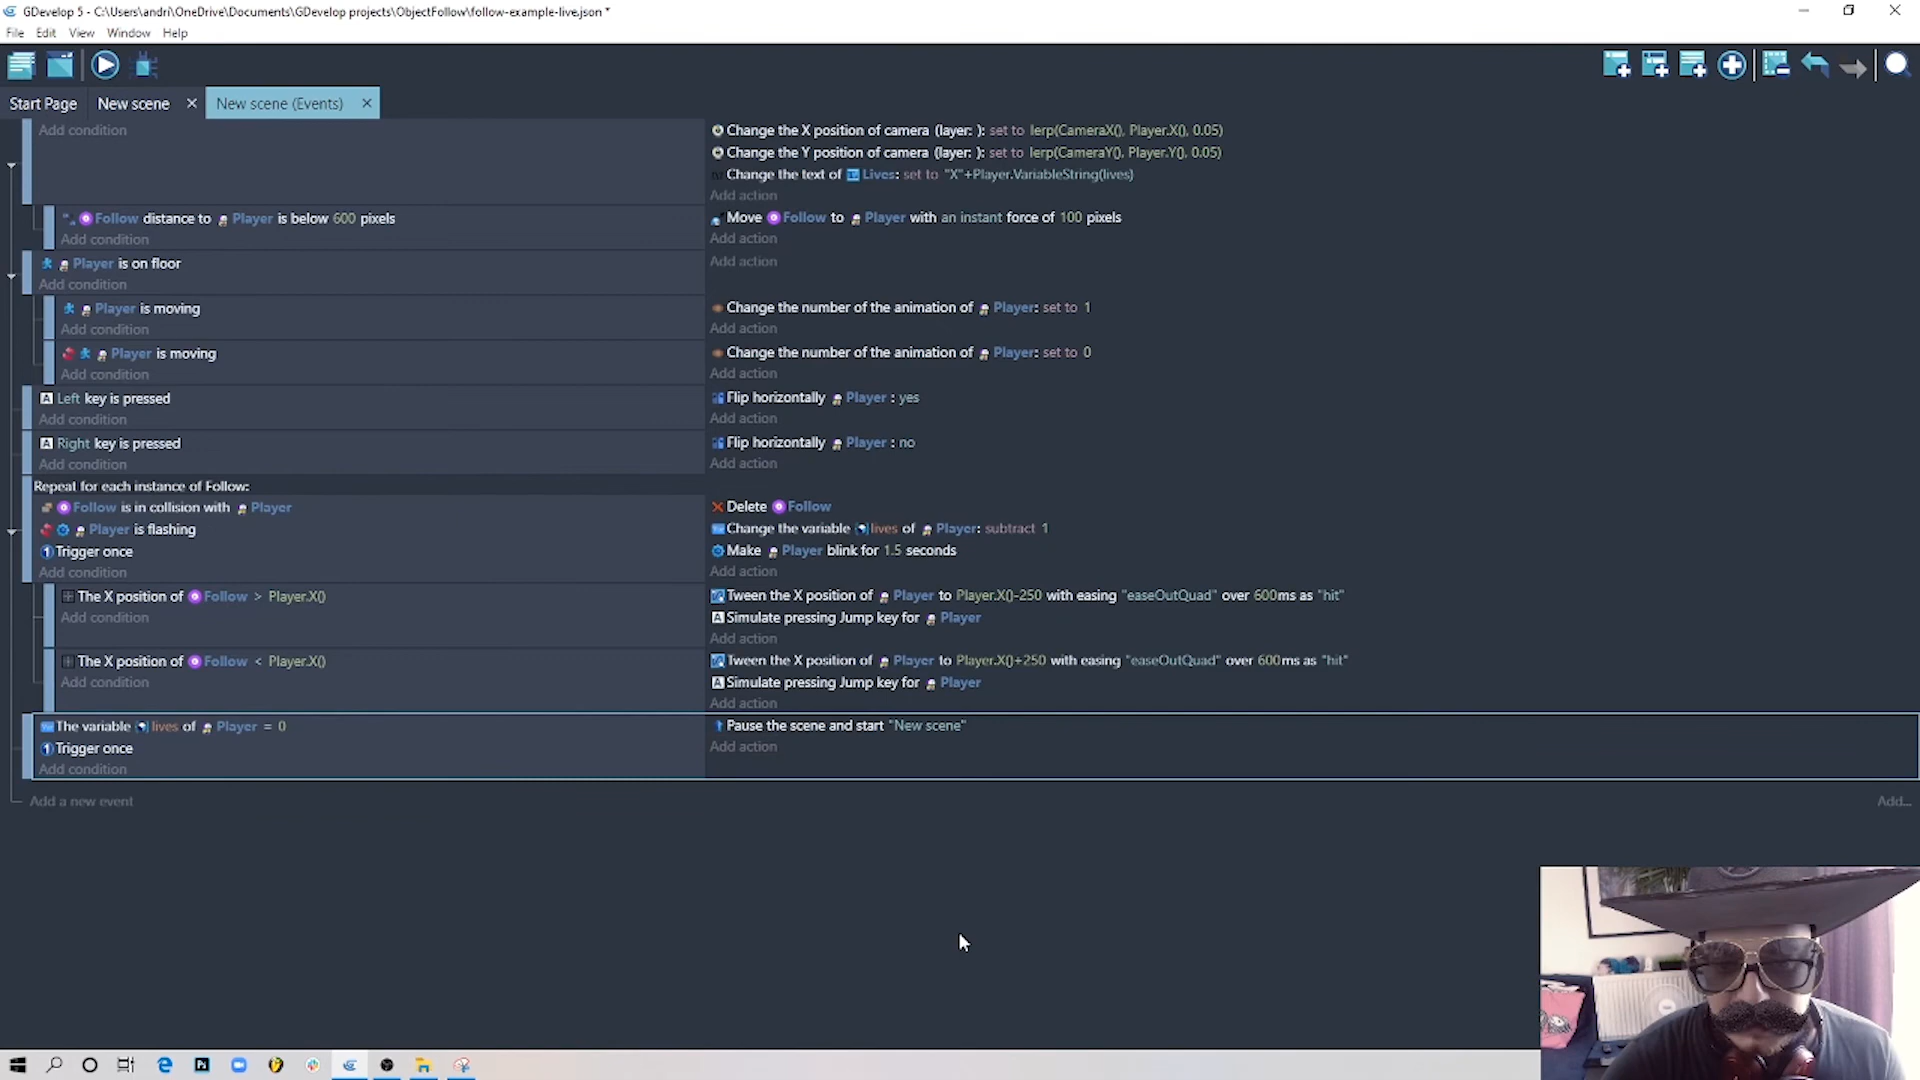 GDevelop 5 - C:\Users\andri\OneDrive\Documents\GDevelop projects\ObjectFollow\follow-example-live.json *
File Edit View Window Help
Start Page New scene New scene (Events)
Add condition
Change the X position of camera (layer: ): set to lerp(CameraX(), Player.X(), 0.05)
Change the Y position of camera (layer: ): set to lerp(CameraY(), Player.Y(), 0.05)
Change the text of Lives: set to "X"+Player.VariableString(lives)
Add action
Follow distance to Player is below 600 pixels
Add condition
Move Follow to Player with an instant force of 100 pixels
Add action
Player is on floor
Add condition
Add action
Player is moving
Add condition
Change the number of the animation of Player: set to 1
Add action
Player is moving
Add condition
Change the number of the animation of Player: set to 0
Add action
Left key is pressed
Add condition
Flip horizontally Player : yes
Add action
Right key is pressed
Add condition
Flip horizontally Player : no
Add action
Repeat for each instance of Follow:
Follow is in collision with Player
Player is flashing
Trigger once
Add condition
Delete Follow
Change the variable lives of Player: subtract 1
Make Player blink for 1.5 seconds
Add action
The X position of Follow > Player.X()
Add condition
Tween the X position of Player to Player.X()-250 with easing "easeOutQuad" over 600ms as "hit"
Simulate pressing Jump key for Player
Add action
The X position of Follow < Player.X()
Add condition
Tween the X position of Player to Player.X()+250 with easing "easeOutQuad" over 600ms as "hit"
Simulate pressing Jump key for Player
Add action
The variable lives of Player = 0
Trigger once
Add condition
Pause the scene and start "New scene"
Add action
Add a new event
Add...